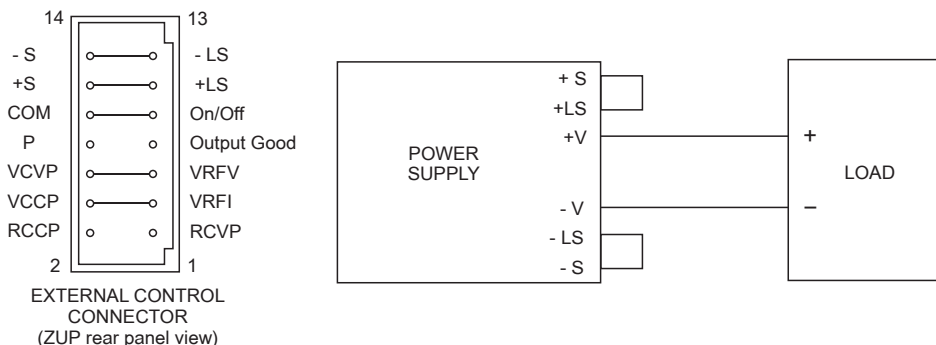 14 13
- S - LS
+S +LS
COM On/Off
P Output Good
VCVP VRFV
VCCP VRFI
RCCP RCVP
2 1
EXTERNAL CONTROL
CONNECTOR
(ZUP rear panel view)
POWER
SUPPLY
+ S
+LS
+V
- V
- LS
- S
+
LOAD
−